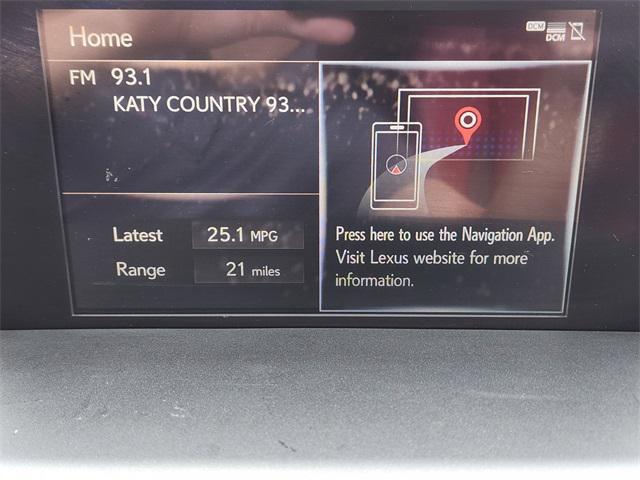 Home
DCM
DCM
FM 93.1
KATY COUNTRY 93...
Latest 25.1 MPG
Range 21 miles
Press here to use the Navigation App.
Visit Lexus website for more
information.